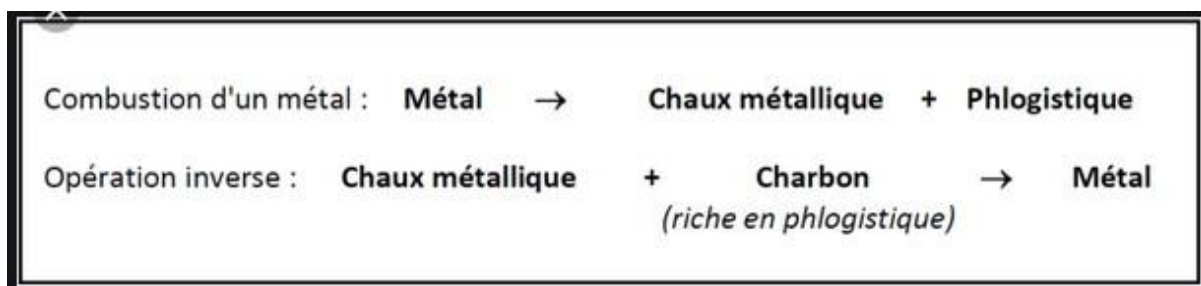 Combustion d'un métal : Métal → Chaux métallique + Phlogistique
Opération inverse : Chaux métallique + Charbon → Métal
(riche en phlogistique)